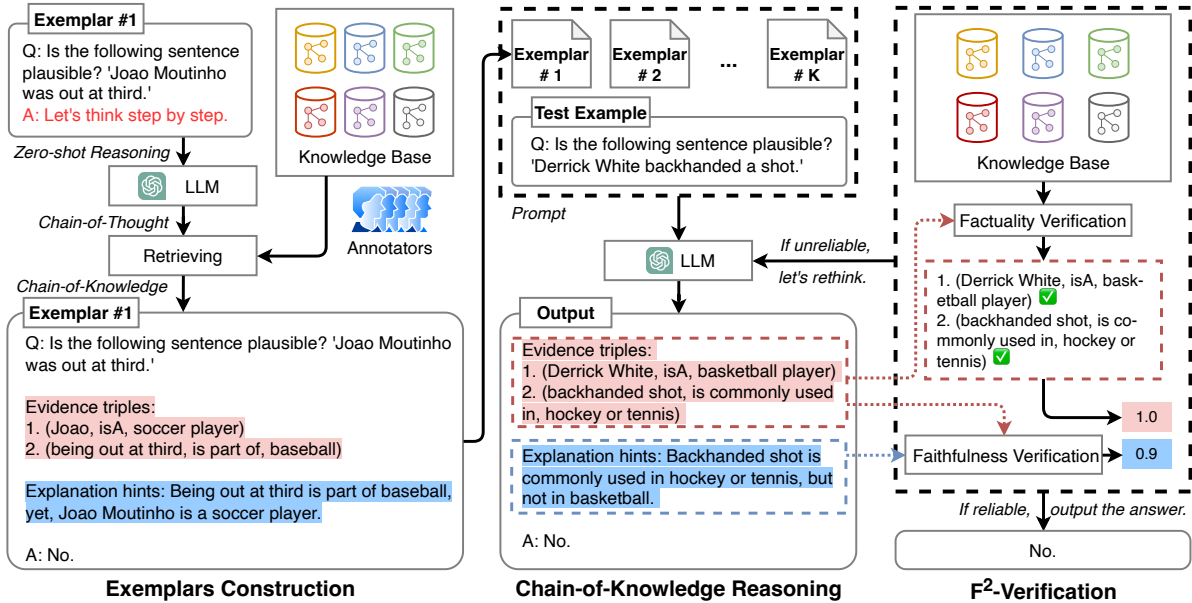 Exemplar #1
Q: Is the following sentence
plausible? 'Joao Moutinho
was out at third.'
A: Let's think step by step.
Zero-shot Reasoning
LLM
Chain-of-Thought
Retrieving
Chain-of-Knowledge
Knowledge Base
Annotators
Exemplar #1
Q: Is the following sentence plausible? 'Joao Moutinho
was out at third.'
Evidence triples:
1. (Joao, isA, soccer player)
2. (being out at third, is part of, baseball)
Explanation hints: Being out at third is part of baseball,
yet, Joao Moutinho is a soccer player.
A: No.
Exemplars Construction
Exemplar
# 1
Exemplar
# 2
...
Exemplar
# K
Test Example
Q: Is the following sentence plausible?
'Derrick White backhanded a shot.'
Prompt
LLM
If unreliable,
let's rethink.
Output
Evidence triples:
1. (Derrick White, isA, basketball player)
2. (backhanded shot, is commonly used
in, hockey or tennis)
Explanation hints: Backhanded shot is
commonly used in hockey or tennis, but
not in basketball.
A: No.
Chain-of-Knowledge Reasoning
Knowledge Base
Factuality Verification
1. (Derrick White, isA, bask-
etball player)
2. (backhanded shot, is co-
mmonly used in, hockey or
tennis)
1.0
Faithfulness Verification
0.9
If reliable, output the answer.
No.
F²-Verification